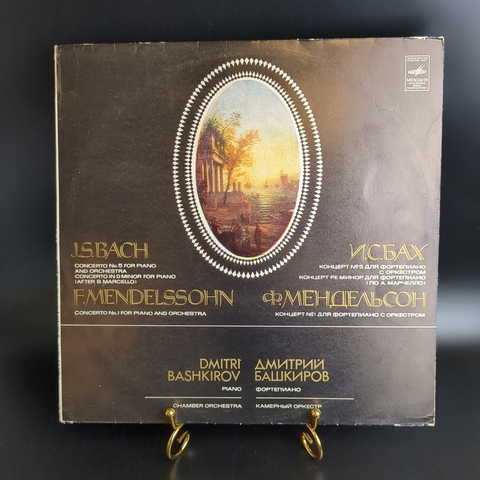 МЕЛОДИЯ
J.S.BACH
CONCERTO No.5 FOR PIANO
AND ORCHESTRA
CONCERTO IN D MINOR FOR PIANO
(AFTER B.MARCELLO)
F.MENDELSSOHN
CONCERTO No.1 FOR PIANO AND ORCHESTRA
И.С.БАХ
КОНЦЕРТ №5 ДЛЯ ФОРТЕПИАНО
С ОРКЕСТРОМ
КОНЦЕРТ РЕ МИНОР ДЛЯ ФОРТЕПИАНО
(ПО А. МАРЧЕЛЛО)
Ф.МЕНДЕЛЬСОН
КОНЦЕРТ №1 ДЛЯ ФОРТЕПИАНО С ОРКЕСТРОМ
DMITRI
BASHKIROV
PIANO
CHAMBER ORCHESTRA
ДМИТРИЙ
БАШКИРОВ
ФОРТЕПИАНО
КАМЕРНЫЙ ОРКЕСТР